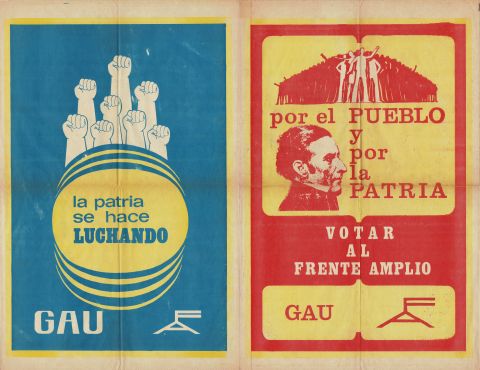 la patria
se hace
LUCHANDO
GAU
por el PUEBLO
y
por
la
PATRIA
VOTAR
AL
FRENTE AMPLIO
GAU